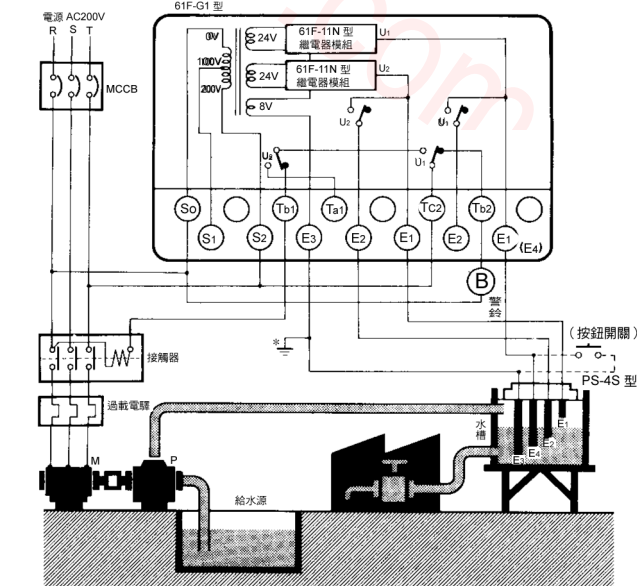 61F-G1 型
電源 AC200V
R S T
MCCB
0V
100V
200V
24V
24V
8V
61F-11N 型
繼電器模組
U1
61F-11N 型
繼電器模組
U2
U2
U1
U2
U1
So
Tb1
Ta1
TC2
Tb2
S1
S2
E3
E2
E1
E2
E1
(E4)
B
警鈴
*
接觸器
(按鈕開關)
PS-4S 型
過載電驛
水槽
E1
E2
E4
E3
M
P
給水源
.com